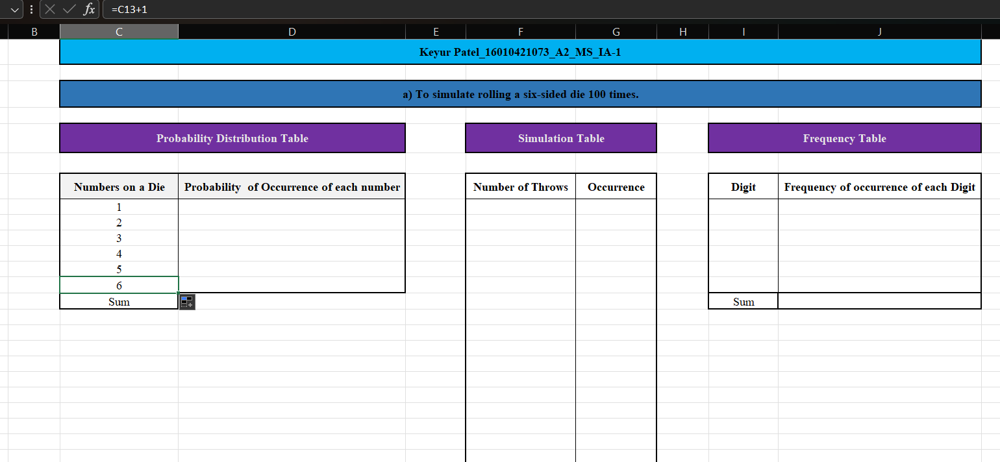 fx =C13+1
B C D E F G H I J
Keyur Patel_16010421073_A2_MS_IA-1
a) To simulate rolling a six-sided die 100 times.
Probability Distribution Table Simulation Table Frequency Table
Numbers on a Die Probability  of Occurrence of each number Number of Throws Occurrence Digit Frequency of occurrence of each Digit
1
2
3
4
5
6
Sum Sum